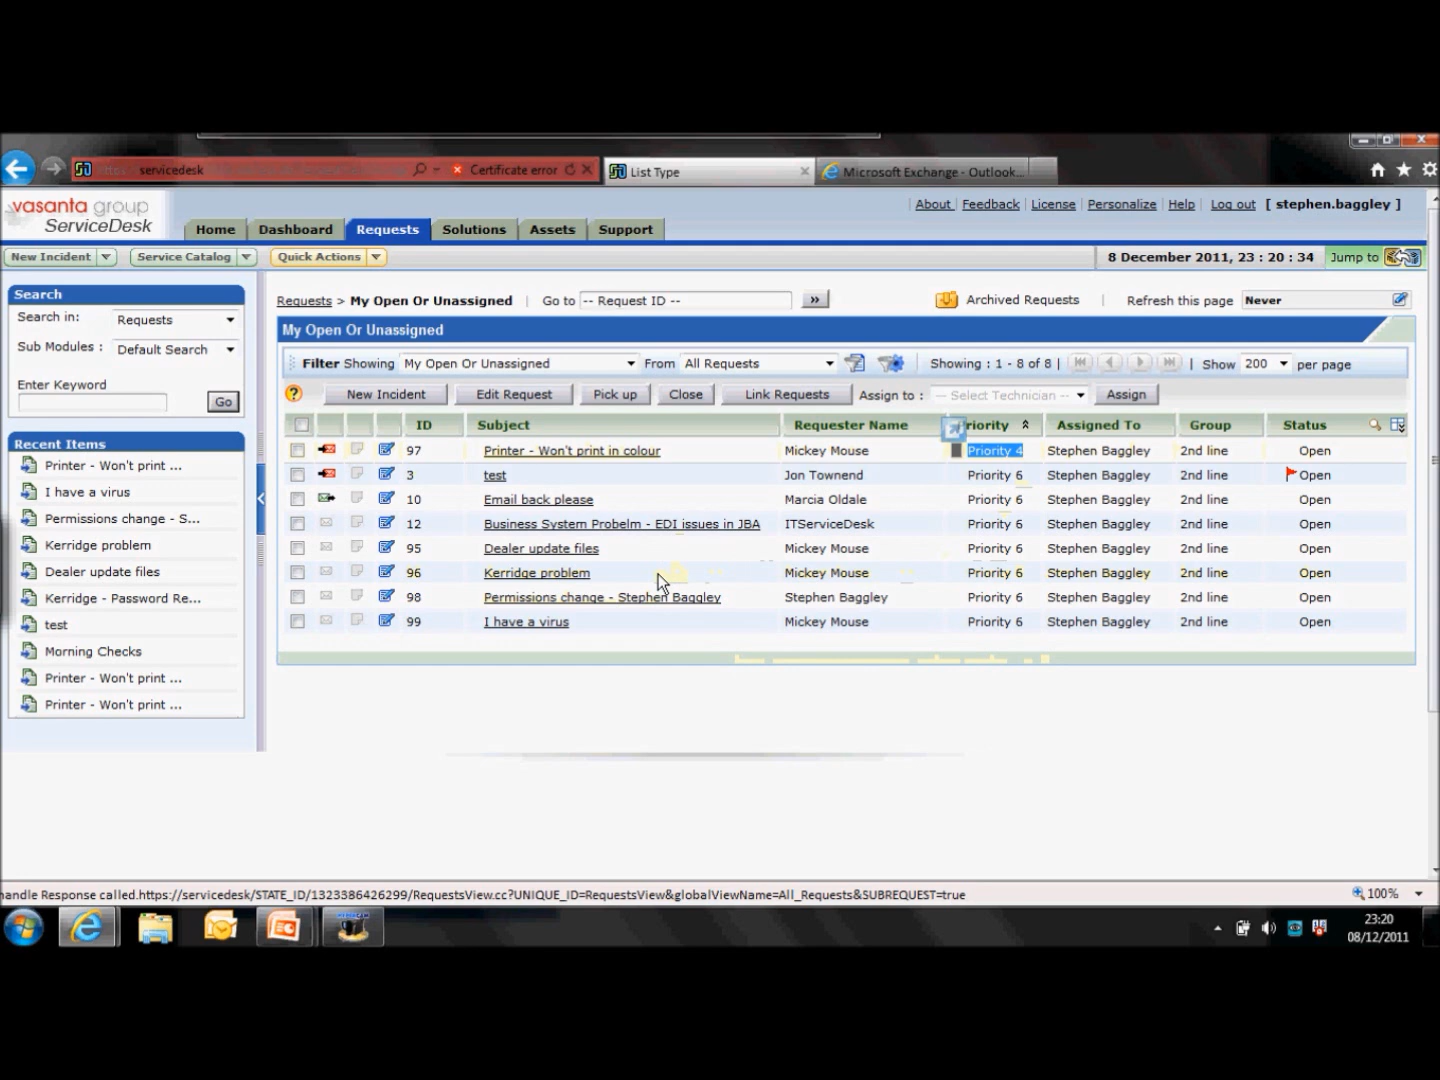 servicedesk Certificate error List Type Microsoft Exchange - Outlook...
vasanta group
ServiceDesk
About Feedback License Personalize Help Log out [ stephen.baggley ]
Home Dashboard Requests Solutions Assets Support
New Incident Service Catalog Quick Actions 8 December 2011, 23 : 20 : 34 Jump to
Search
Search in: Requests
Sub Modules : Default Search
Enter Keyword
Go
Recent Items
Printer - Won't print ...
I have a virus
Permissions change - S...
Kerridge problem
Dealer update files
Kerridge - Password Re...
test
Morning Checks
Printer - Won't print ...
Printer - Won't print ...
Requests > My Open Or Unassigned Go to -- Request ID -- » Archived Requests | Refresh this page Never
My Open Or Unassigned
Filter Showing My Open Or Unassigned From All Requests Showing : 1 - 8 of 8 | | Show 200 per page
New Incident Edit Request Pick up Close Link Requests Assign to : -- Select Technician -- Assign
ID Subject Requester Name riority Assigned To Group Status
97 Printer - Won't print in colour Mickey Mouse Priority 4 Stephen Baggley 2nd line Open
3 test Jon Townend Priority 6 Stephen Baggley 2nd line Open
10 Email back please Marcia Oldale Priority 6 Stephen Baggley 2nd line Open
12 Business System Probelm - EDI issues in JBA ITServiceDesk Priority 6 Stephen Baggley 2nd line Open
95 Dealer update files Mickey Mouse Priority 6 Stephen Baggley 2nd line Open
96 Kerridge problem Mickey Mouse Priority 6 Stephen Baggley 2nd line Open
98 Permissions change - Stephen Baggley Stephen Baggley Priority 6 Stephen Baggley 2nd line Open
99 I have a virus Mickey Mouse Priority 6 Stephen Baggley 2nd line Open
handle Response called.https://servicedesk/STATE_ID/1323386426299/RequestsView.cc?UNIQUE_ID=RequestsView&globalViewName=All_Requests&SUBREQUEST=true 100%
23:20
08/12/2011